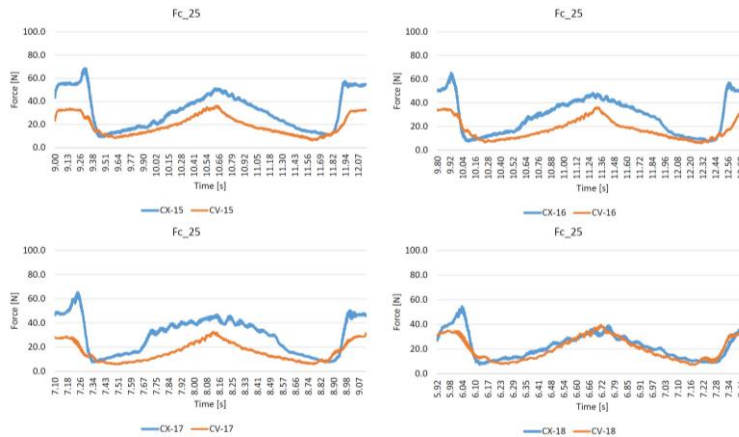 Fc_25
100.0
80.0
60.0
40.0
20.0
0.0
Force [N]
9.00 9.13 9.26 9.38 9.51 9.64 9.77 9.90 10.02 10.15 10.28 10.41 10.53 10.66 10.79 10.92 11.05 11.18 11.30 11.43 11.56 11.69 11.82 11.94 12.07
Time [s]
CX-15 CV-15
Fc_25
100.0
80.0
60.0
40.0
20.0
0.0
Force [N]
9.80 9.92 10.04 10.16 10.28 10.40 10.52 10.64 10.76 10.88 11.00 11.12 11.24 11.36 11.48 11.60 11.72 11.84 11.96 12.08 12.20 12.32 12.44 12.56
Time [s]
CX-16 CV-16
Fc_25
100.0
80.0
60.0
40.0
20.0
0.0
Force [N]
7.10 7.18 7.26 7.34 7.43 7.51 7.59 7.67 7.75 7.84 7.92 8.00 8.08 8.16 8.25 8.33 8.41 8.49 8.57 8.66 8.74 8.82 8.90 8.98 9.07
Time [s]
CX-17 CV-17
Fc_25
100.0
80.0
60.0
40.0
20.0
0.0
Force [N]
5.92 5.98 6.04 6.10 6.17 6.23 6.29 6.35 6.41 6.48 6.54 6.60 6.66 6.72 6.79 6.85 6.91 6.97 7.03 7.10 7.16 7.22 7.28 7.34
Time [s]
CX-18 CV-18